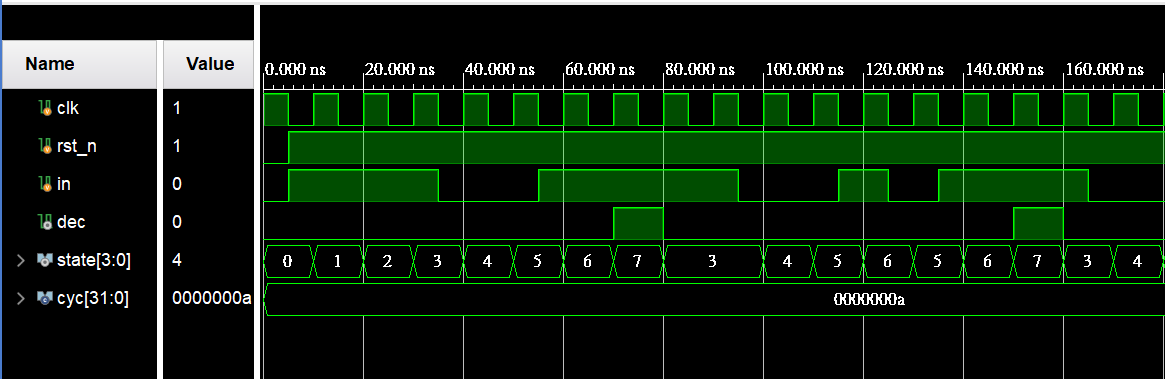 Name Value
0.000 ns 20.000 ns 40.000 ns 60.000 ns 80.000 ns 100.000 ns 120.000 ns 140.000 ns 160.000 ns
clk 1
rst_n 1
in 0
dec 0
state[3:0] 4 0 1 2 3 4 5 6 7 3 4 5 6 5 6 7 3 4
cyc[31:0] 0000000a 0000000a